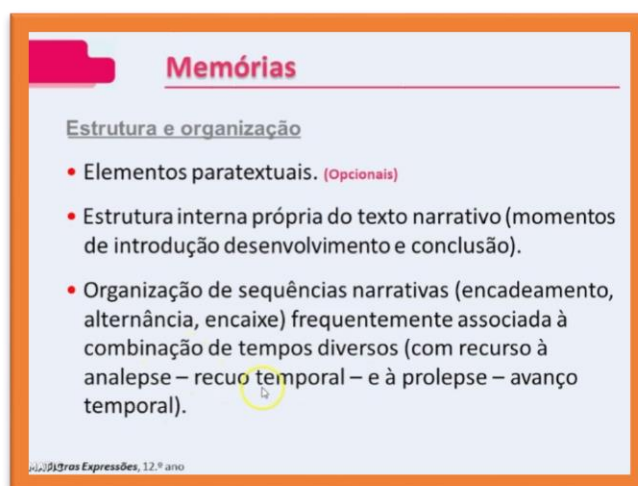 Memórias
Estrutura e organização
• Elementos paratextuais. (Opcionais)
• Estrutura interna própria do texto narrativo (momentos
de introdução desenvolvimento e conclusão).
• Organização de sequências narrativas (encadeamento,
alternância, encaixe) frequentemente associada à
combinação de tempos diversos (com recurso à
analepse – recuo temporal – e à prolepse – avanço
temporal).
Expressões, 12.º ano